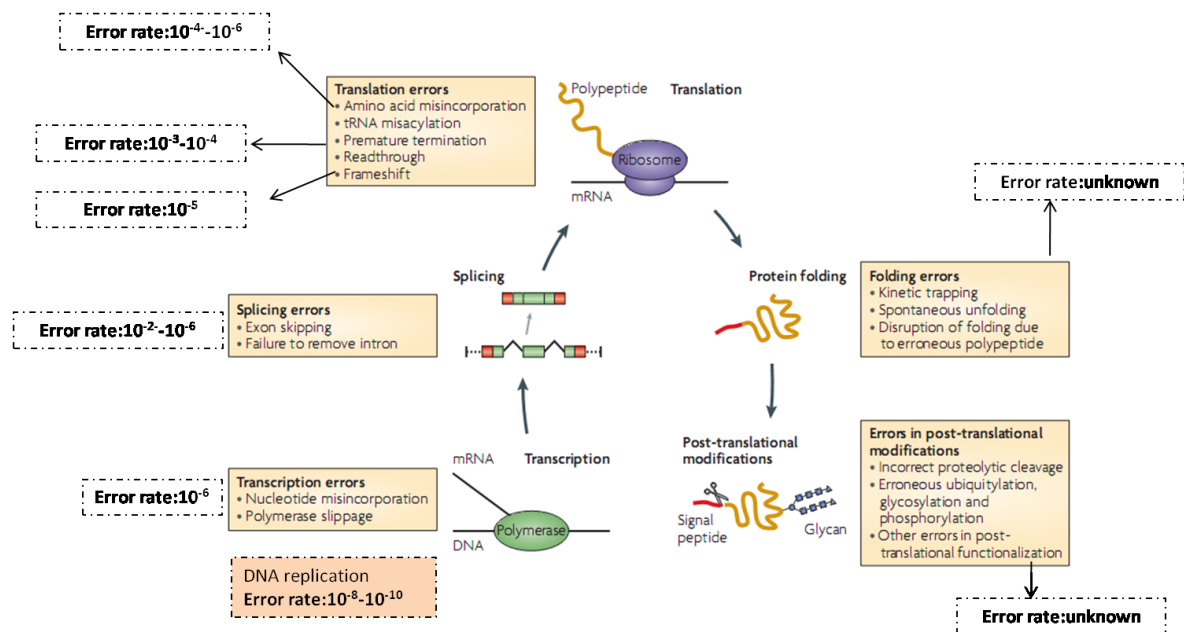 Error rate:10⁻⁴⁻-10⁻⁶
Translation errors
• Amino acid misincorporation
• tRNA misacylation
• Premature termination
• Readthrough
• Frameshift
Polypeptide
Translation
Ribosome
mRNA
Error rate:10⁻³-10⁻⁴
Error rate:10⁻⁵
Error rate:unknown
Splicing
Protein folding
Folding errors
• Kinetic trapping
• Spontaneous unfolding
• Disruption of folding due
to erroneous polypeptide
Error rate:10⁻²⁻-10⁻⁶
Splicing errors
• Exon skipping
• Failure to remove intron
Error rate:10⁻⁶
Transcription errors
• Nucleotide misincorporation
• Polymerase slippage
mRNA
Transcription
Polymerase
DNA
Post-translational
modifications
Signal
peptide
Glycan
Errors in post-translational
modifications
• Incorrect proteolytic cleavage
• Erroneous ubiquitylation,
glycosylation and
phosphorylation
• Other errors in post-
translational functionalization
DNA replication
Error rate:10⁻⁸-10⁻¹⁰
Error rate:unknown